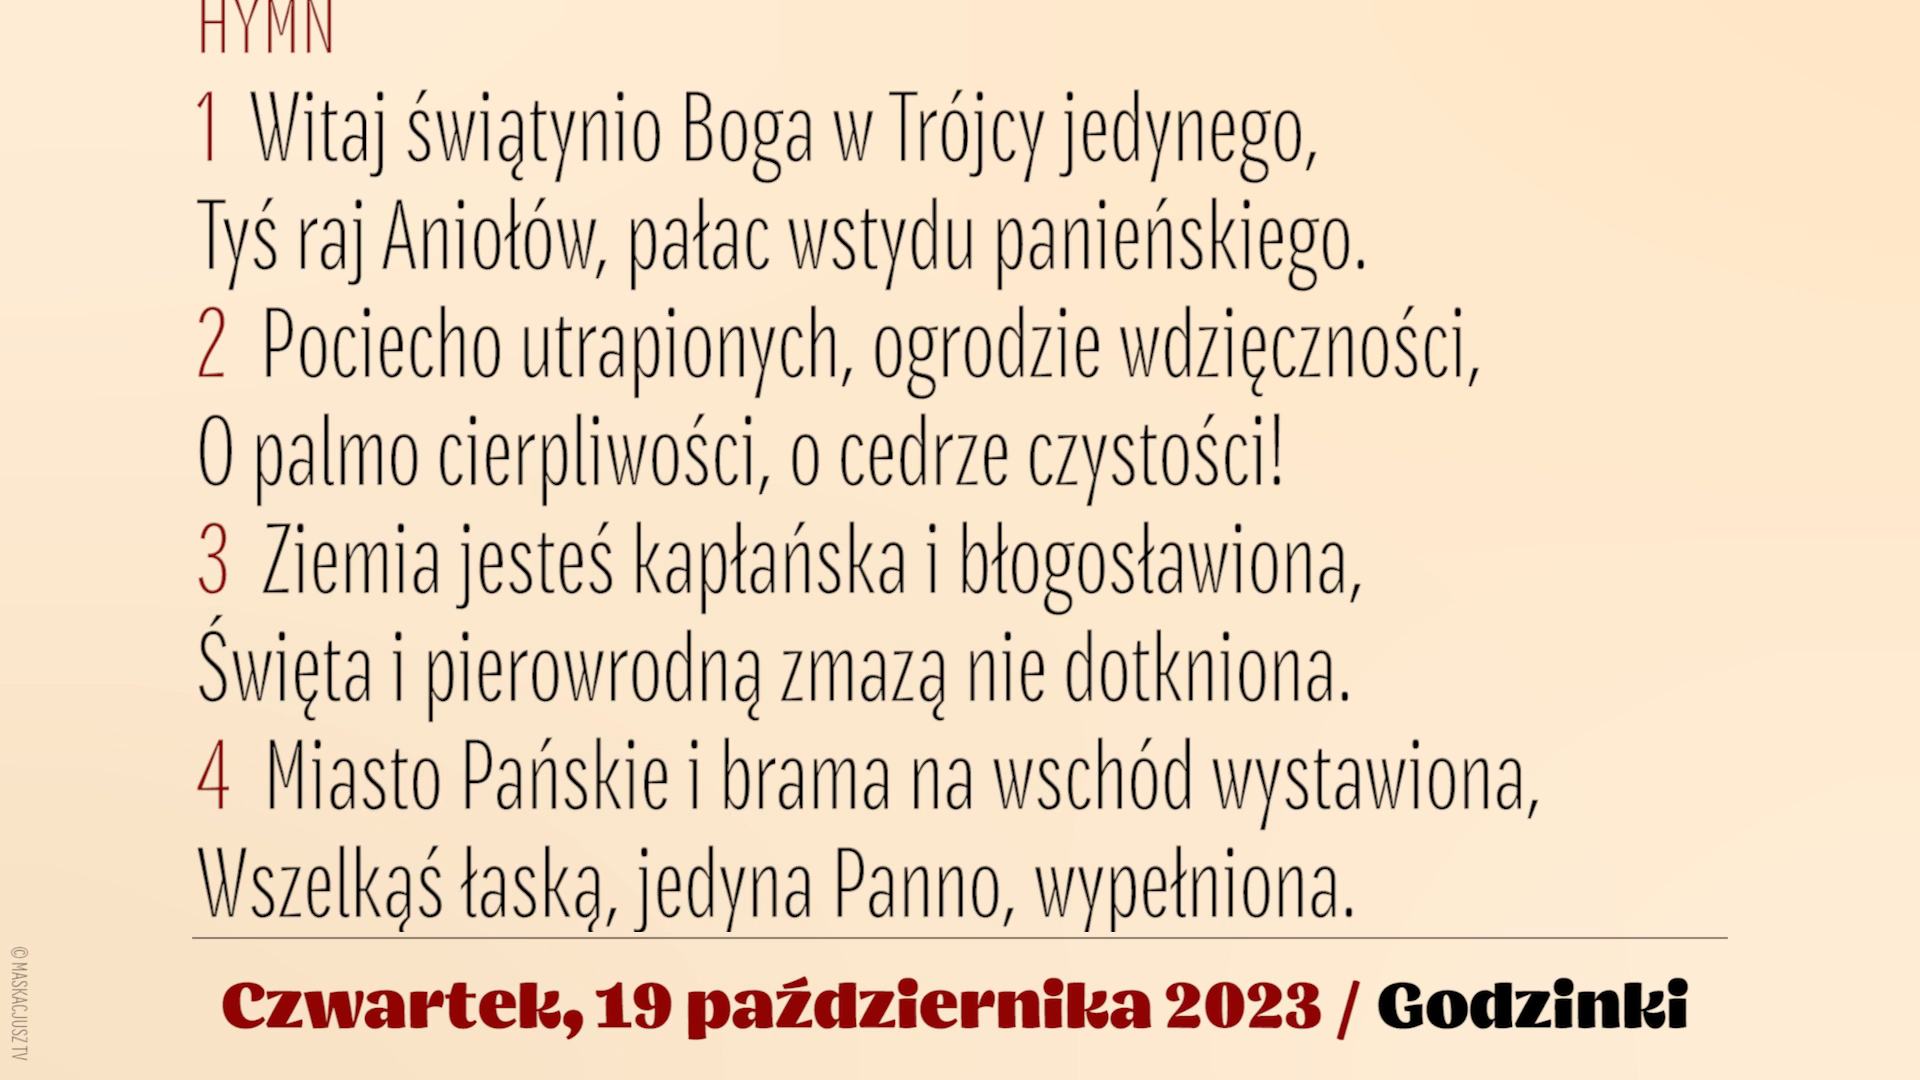 HYMN
1 Witaj świątynio Boga w Trójcy jedynego,
Tyś raj Aniołów, pałac wstydu panieńskiego.
2 Pociecho utrapionych, ogrodzie wdzięczności,
O palmo cierpliwości, o cedrze czystości!
3 Ziemia jesteś kapłańska i błogosławiona,
Święta i pierowrodną zmazą nie dotkniona.
4 Miasto Pańskie i brama na wschód wystawiona,
Wszelkąś łaską, jedyna Panno, wypełniona.
Czwartek, 19 października 2023 / Godzinki
© MASKACJUSZ TV